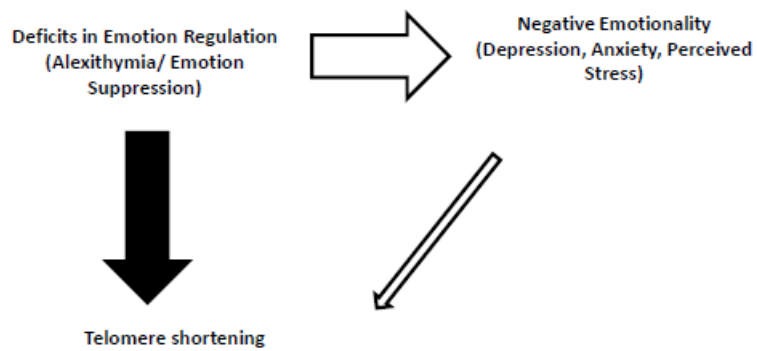 Deficits in Emotion Regulation
(Alexithymia/ Emotion
Suppression)
Negative Emotionality
(Depression, Anxiety, Perceived
Stress)
Telomere shortening